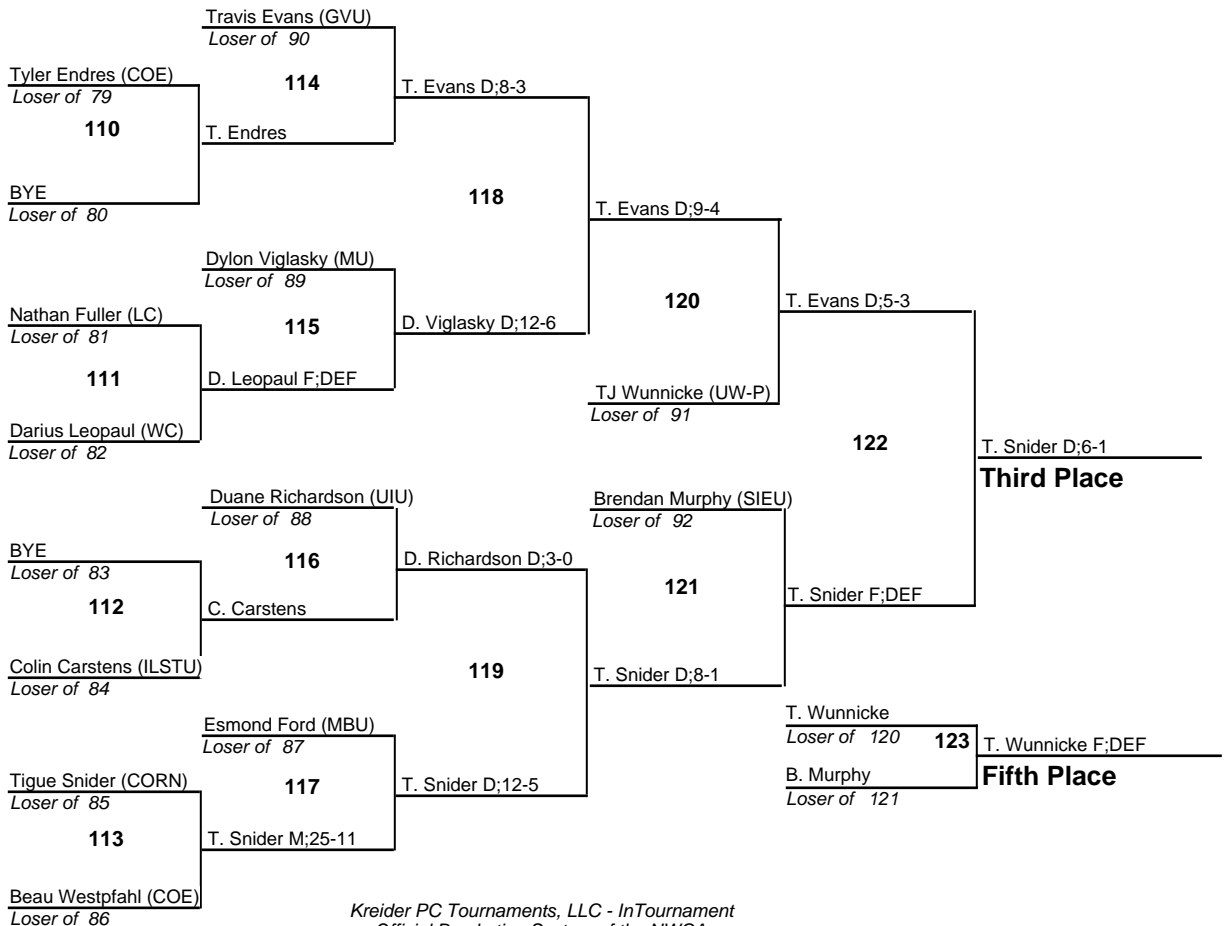 Travis Evans (GVU)
Loser of 90
Tyler Endres (COE)
Loser of 79
114
T. Evans D;8-3
110
T. Endres
BYE
Loser of 80
118
T. Evans D;9-4
Dylon Viglasky (MU)
Loser of 89
Nathan Fuller (LC)
Loser of 81
115
D. Viglasky D;12-6
120
T. Evans D;5-3
111
D. Leopaul F;DEF
TJ Wunnicke (UW-P)
Loser of 91
Darius Leopaul (WC)
Loser of 82
122
T. Snider D;6-1
Third Place
Duane Richardson (UIU)
Loser of 88
Brendan Murphy (SIEU)
Loser of 92
BYE
Loser of 83
116
D. Richardson D;3-0
121
T. Snider F;DEF
112
C. Carstens
Colin Carstens (ILSTU)
Loser of 84
119
T. Snider D;8-1
Esmond Ford (MBU)
Loser of 87
T. Wunnicke
Loser of 120
123
T. Wunnicke F;DEF
Fifth Place
B. Murphy
Loser of 121
Tigue Snider (CORN)
Loser of 85
117
T. Snider D;12-5
113
T. Snider M;25-11
Beau Westpfahl (COE)
Loser of 86
Kreider PC Tournaments, LLC - InTournament